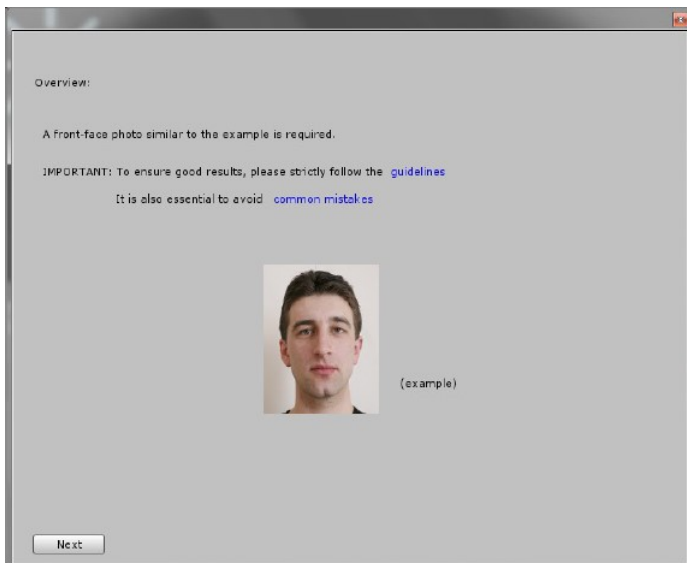 Overview:
A front-face photo similar to the example is required.
IMPORTANT: To ensure good results, please strictly follow the guidelines
It is also essential to avoid common mistakes
(example)
Next